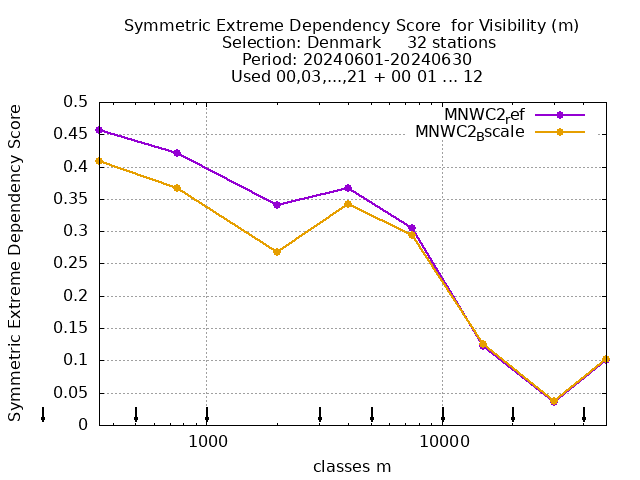 Symmetric Extreme Dependency Score  for Visibility (m)
Selection: Denmark     32 stations
Period: 20240601-20240630
Used 00,03,...,21 + 00 01 ... 12
MNWC2ref
MNWC2Bscale
Symmetric Extreme Dependency Score
0.5
0.45
0.4
0.35
0.3
0.25
0.2
0.15
0.1
0.05
0
1000 10000
classes m